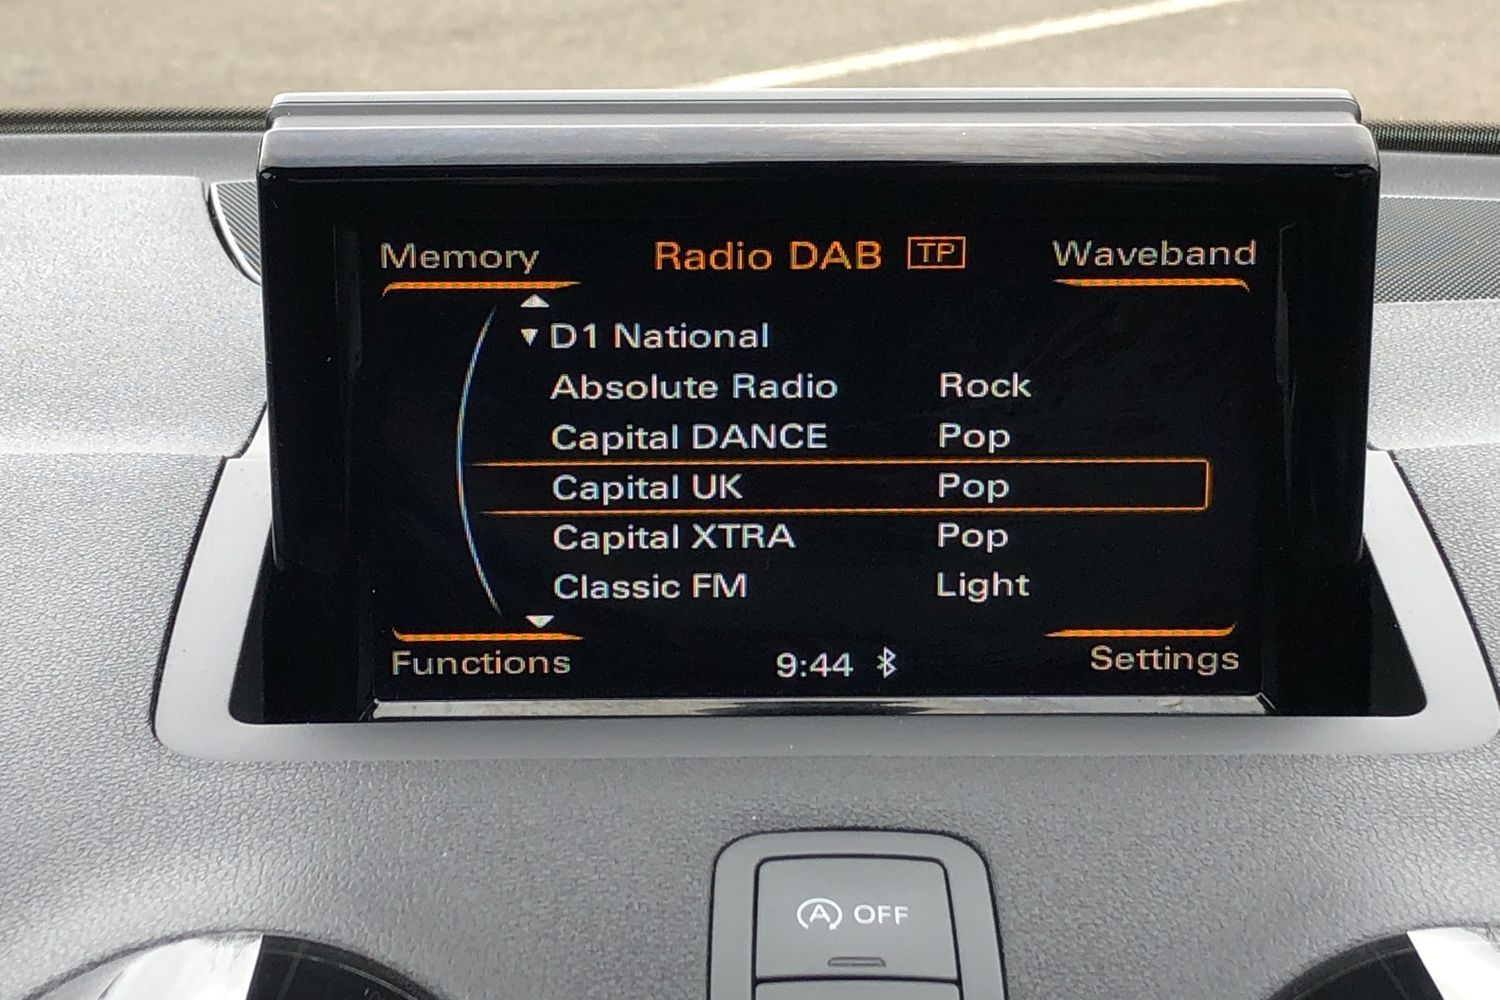 Memory Radio DAB TP Waveband
D1 National
Absolute Radio Rock
Capital DANCE Pop
Capital UK Pop
Capital XTRA Pop
Classic FM Light
Functions 9:44 Settings
A OFF